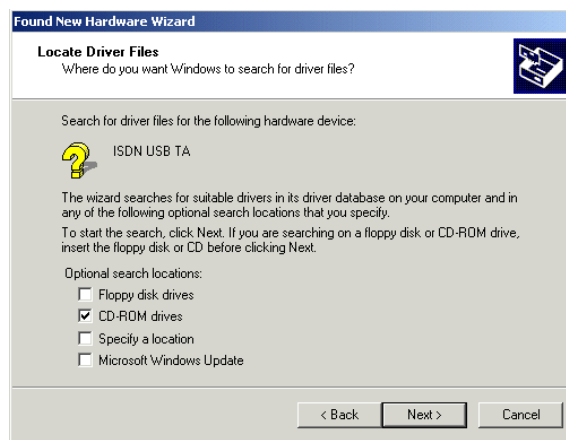 Found New Hardware Wizard
Locate Driver Files
Where do you want Windows to search for driver files?
Search for driver files for the following hardware device:
ISDN USB TA
The wizard searches for suitable drivers in its driver database on your computer and in
any of the following optional search locations that you specify.
To start the search, click Next. If you are searching on a floppy disk or CD-ROM drive,
insert the floppy disk or CD before clicking Next.
Optional search locations:
Floppy disk drives
CD-ROM drives
Specify a location
Microsoft Windows Update
< Back Next > Cancel